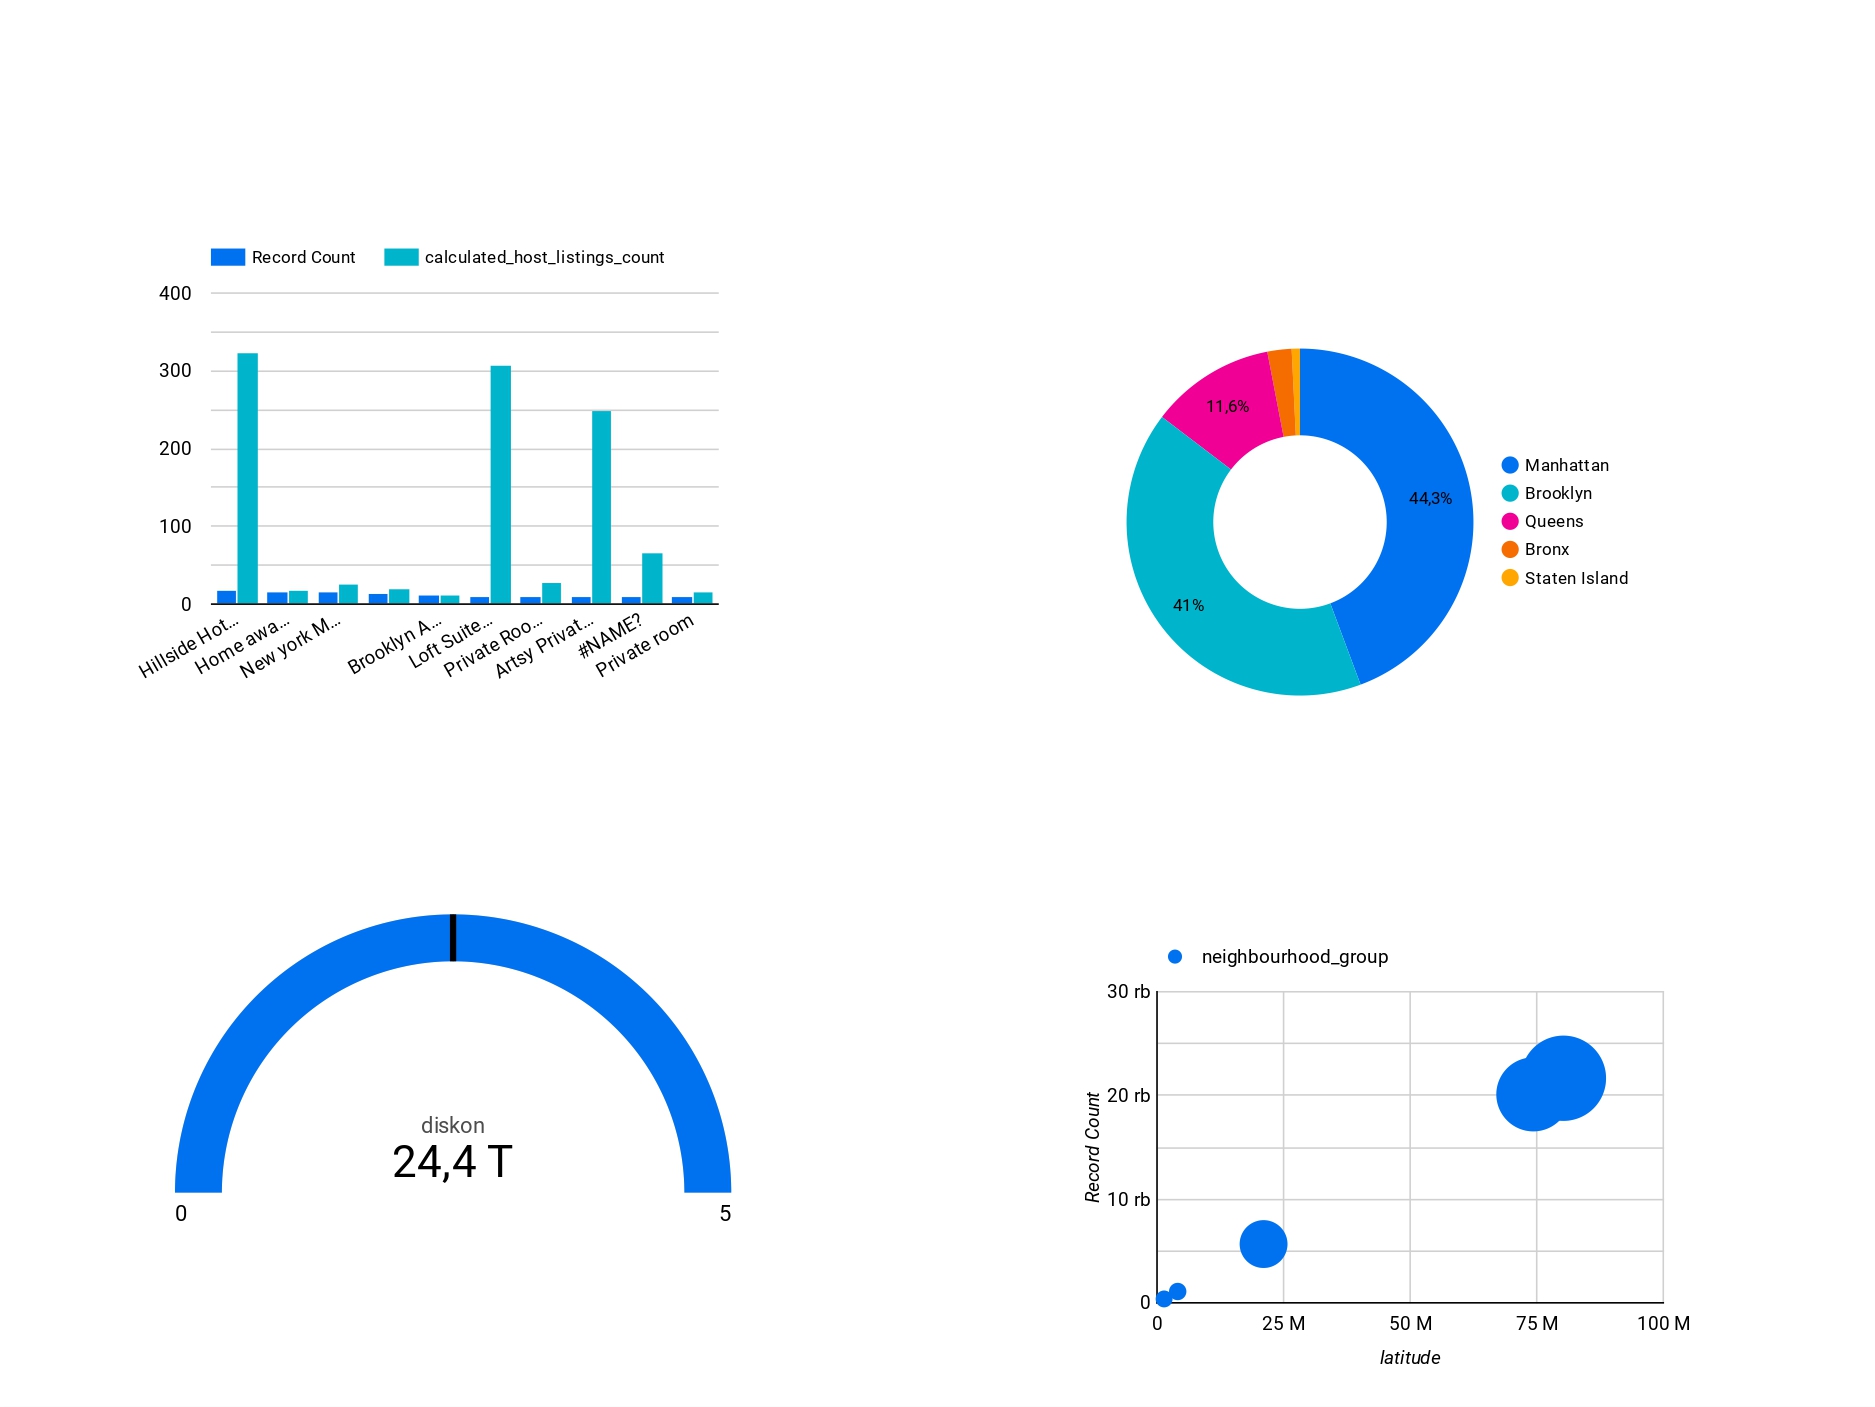 Record Count calculated_host_listings_count
400
300
200
100
0
Hillside Hot...
Home awa...
New york M...
Brooklyn A...
Loft Suite...
Private Roo...
Artsy Privat...
#NAME?
Private room
11,6%
44,3%
41%
Manhattan
Brooklyn
Queens
Bronx
Staten Island
diskon
24,4 T
0 5
neighbourhood_group
30 rb
20 rb
10 rb
0
Record Count
0 25 M 50 M 75 M 100 M
latitude